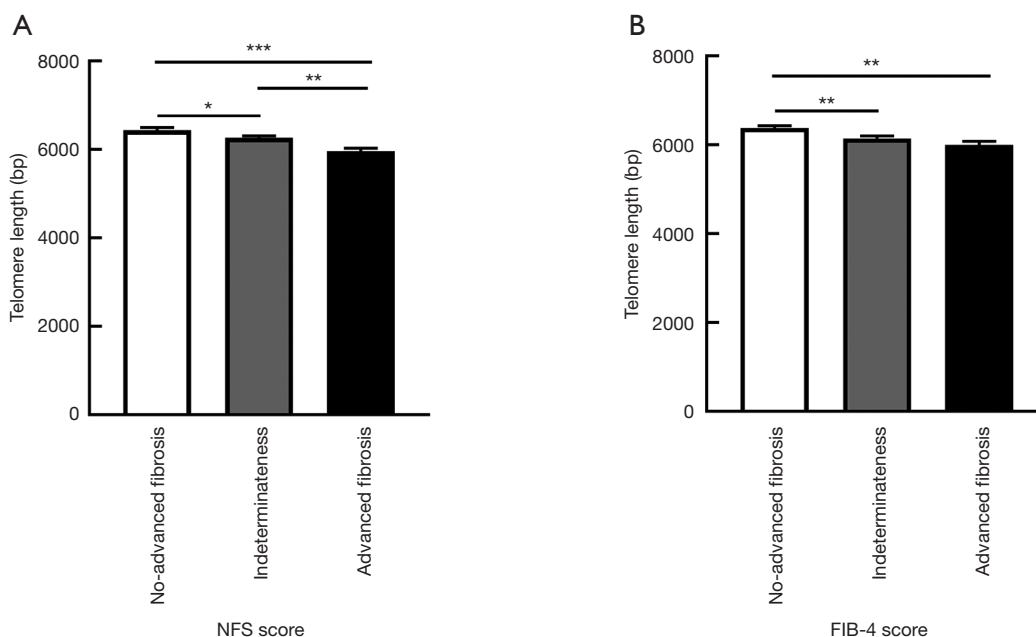 A
Telomere length (bp)
8000
6000
4000
2000
0
***
**
*
No-advanced fibrosis
Indeterminateness
Advanced fibrosis
NFS score
B
Telomere length (bp)
8000
6000
4000
2000
0
**
**
No-advanced fibrosis
Indeterminateness
Advanced fibrosis
FIB-4 score